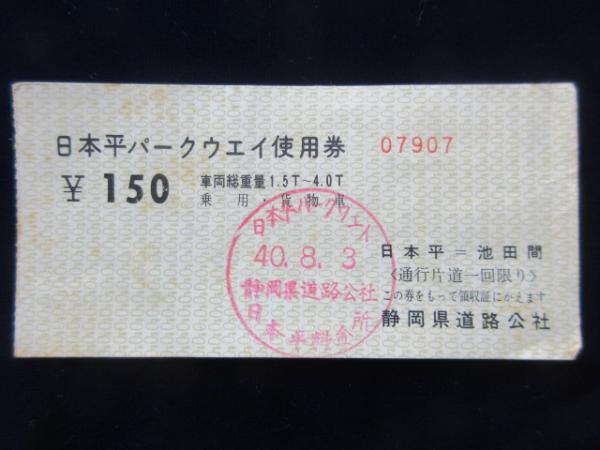 日本平パークウエイ使用券 07907
¥ 150 車両総重量1.5T~4.0T
乗用・貨物車
日本平パークウエイ
40.8.3
静岡県道路公社
日本平料金所
日本平=池田間
〈通行片道一回限り〉
この券をもって領収証にかえます
静岡県道路公社